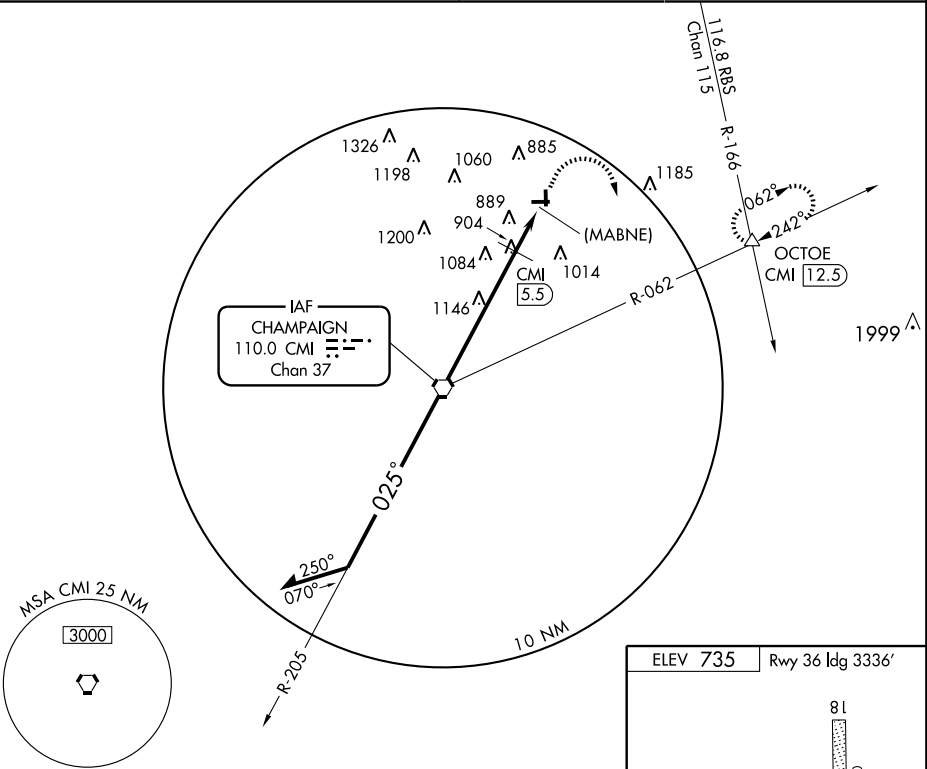 116.8 RBS
Chan 115
R-166
1326
1198
1060
885
1185
889
904
(MABNE)
1200
1084
1014
CMI
5.5
1146
062°
242°
OCTOE
CMI 12.5
R-062
1999
IAF
CHAMPAIGN
110.0 CMI
Chan 37
025°
250°
070°
R-205
10 NM
MSA CMI 25 NM
3000
ELEV 735
Rwy 36 ldg 3336'
18